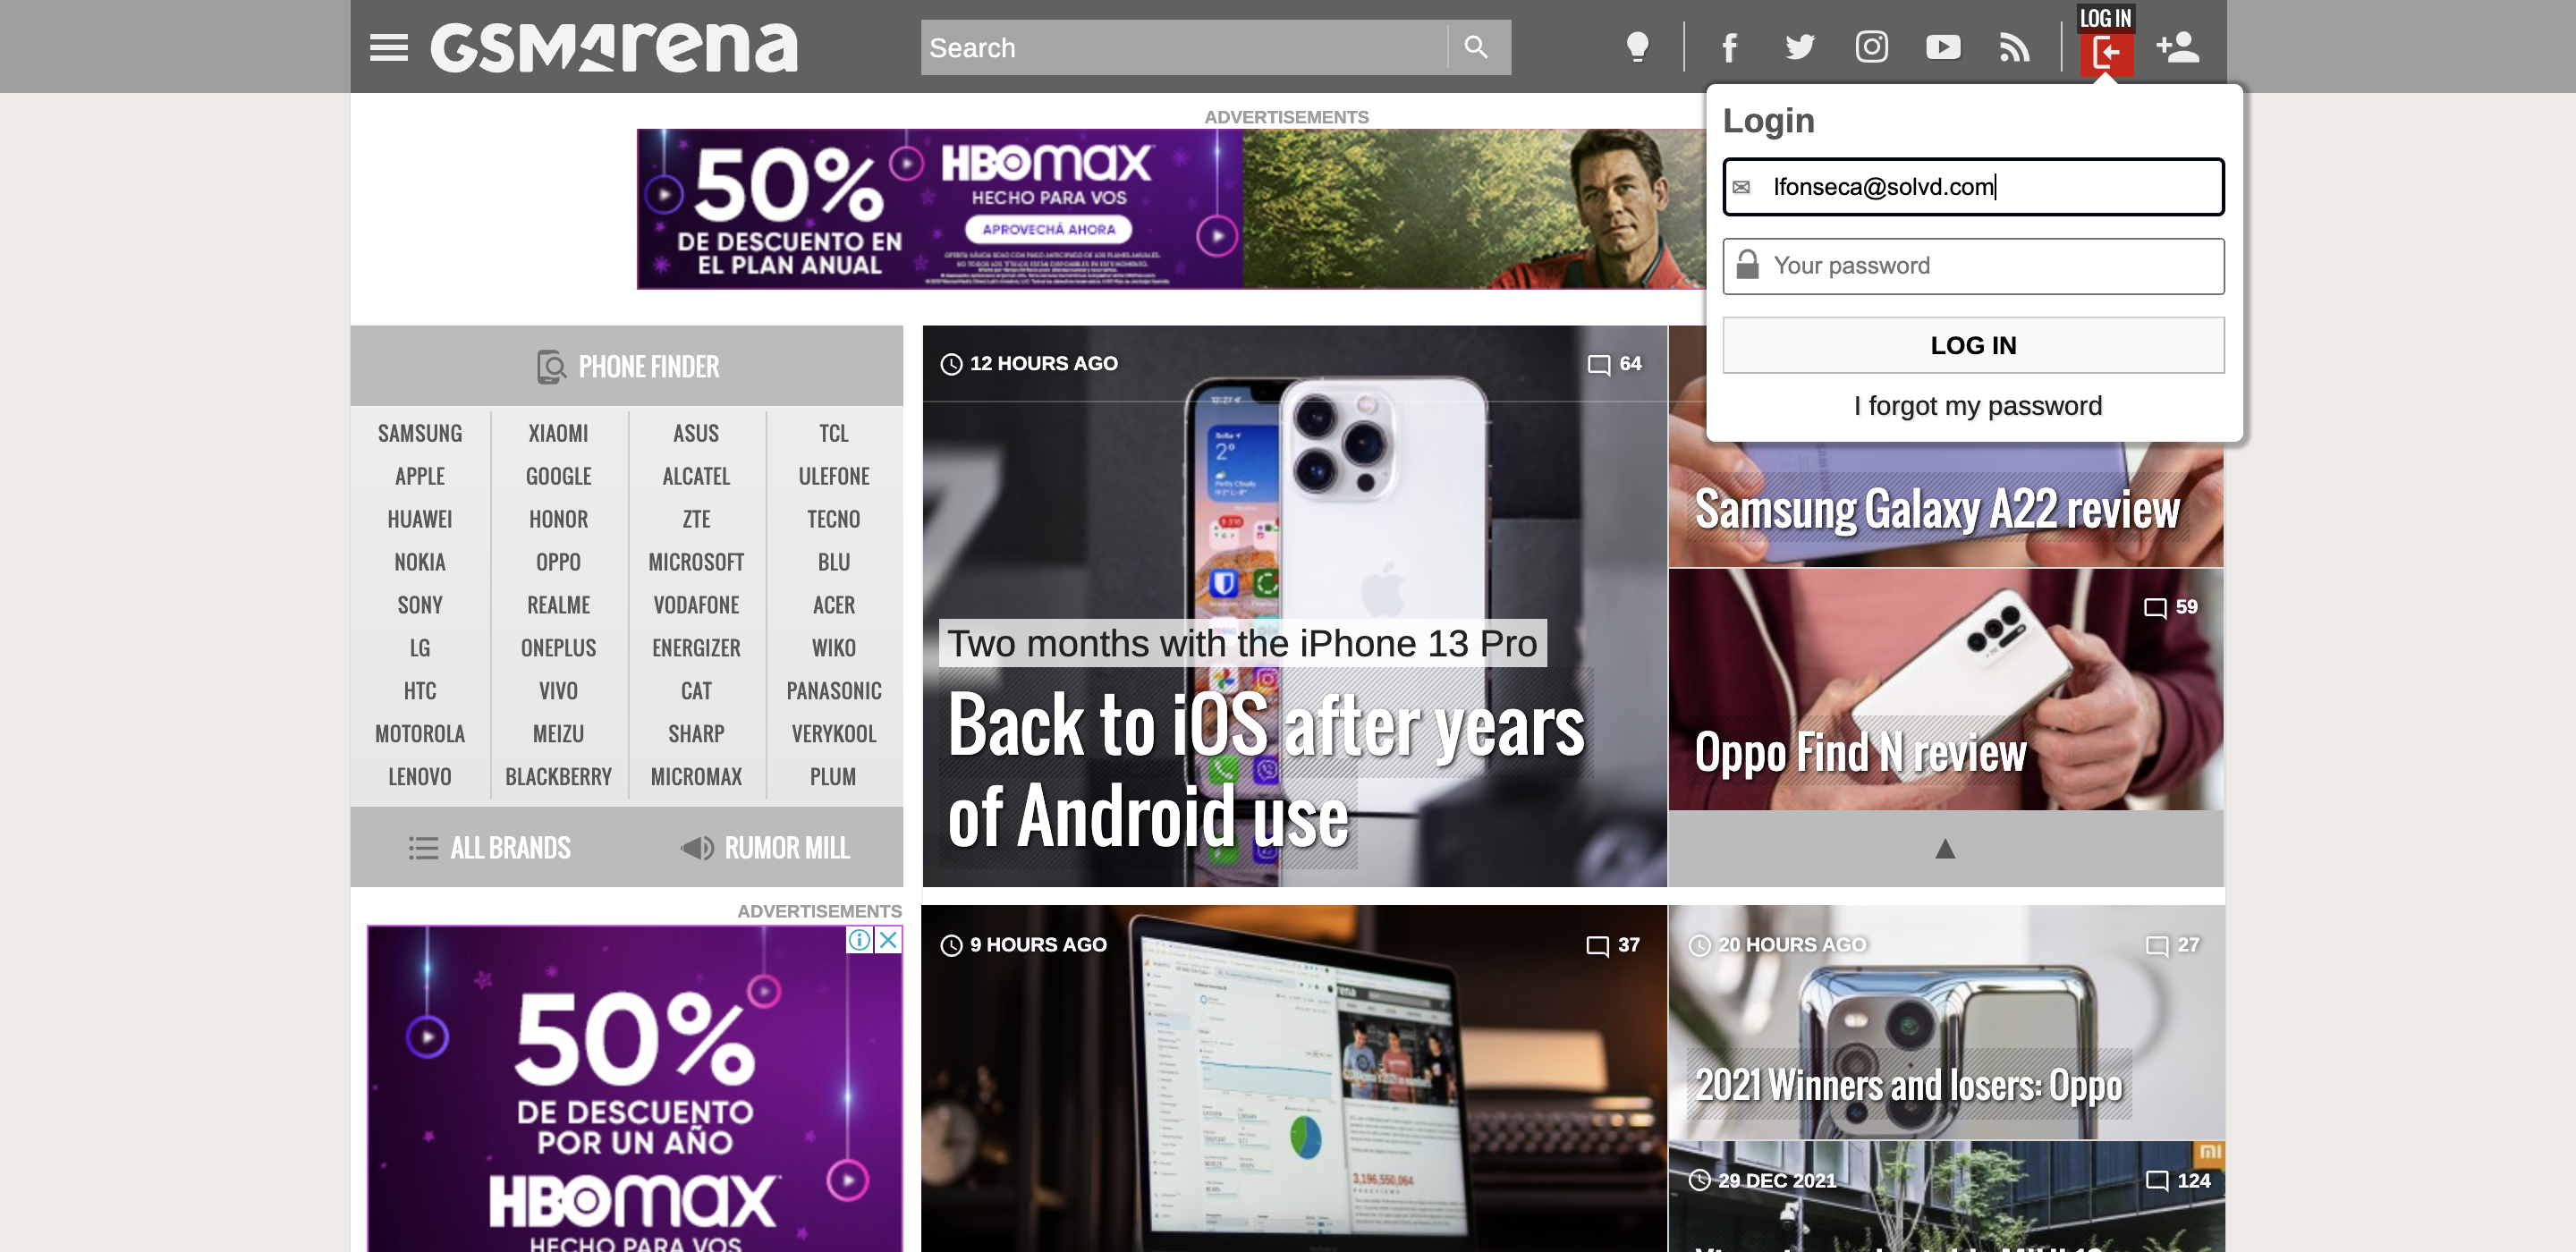 GSMArena
Search
LOG IN
Login
lfonseca@solvd.com
Your password
LOG IN
I forgot my password
ADVERTISEMENTS
50%
DE DESCUENTO EN
EL PLAN ANUAL
HBOmax
HECHO PARA VOS
APROVECHÁ AHORA
PHONE FINDER
SAMSUNG XIAOMI ASUS TCL
APPLE GOOGLE ALCATEL ULEFONE
HUAWEI HONOR ZTE TECNO
NOKIA OPPO MICROSOFT BLU
SONY REALME VODAFONE ACER
LG ONEPLUS ENERGIZER WIKO
HTC VIVO CAT PANASONIC
MOTOROLA MEIZU SHARP VERYKOOL
LENOVO BLACKBERRY MICROMAX PLUM
ALL BRANDS RUMOR MILL
12 HOURS AGO 64
Two months with the iPhone 13 Pro
Back to iOS after years
of Android use
Samsung Galaxy A22 review
59
Oppo Find N review
ADVERTISEMENTS
50%
DE DESCUENTO
POR UN AÑO
HBOmax
HECHO PARA VOS
9 HOURS AGO 37
3,196,550,064
20 HOURS AGO 27
2021 Winners and losers: Oppo
mi
29 DEC 2021 124